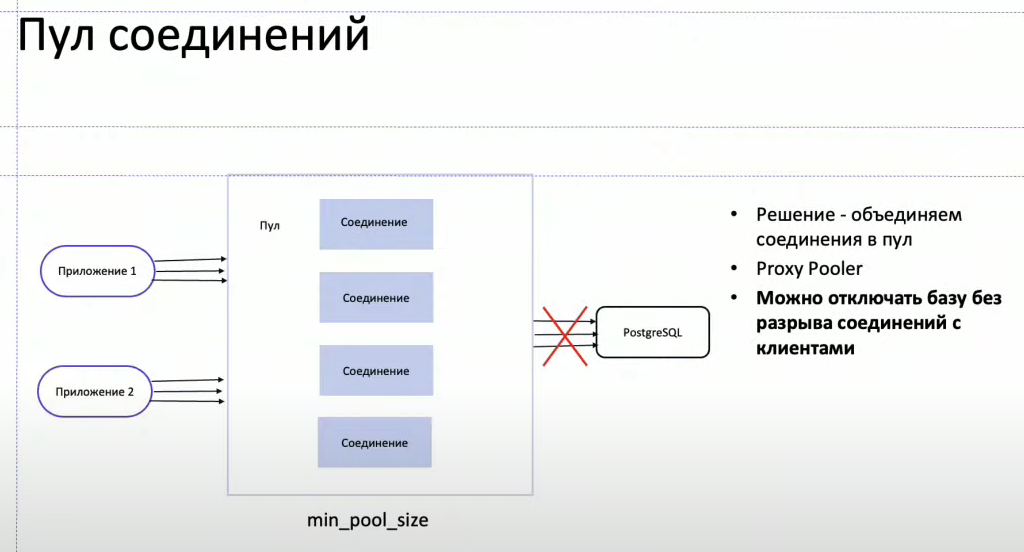 Пул соединений
Пул
Соединение
Соединение
Соединение
Соединение
Приложение 1
Приложение 2
PostgreSQL
min_pool_size
• Решение - объединяем
соединения в пул
• Proxy Pooler
• Можно отключать базу без
разрыва соединений с
клиентами